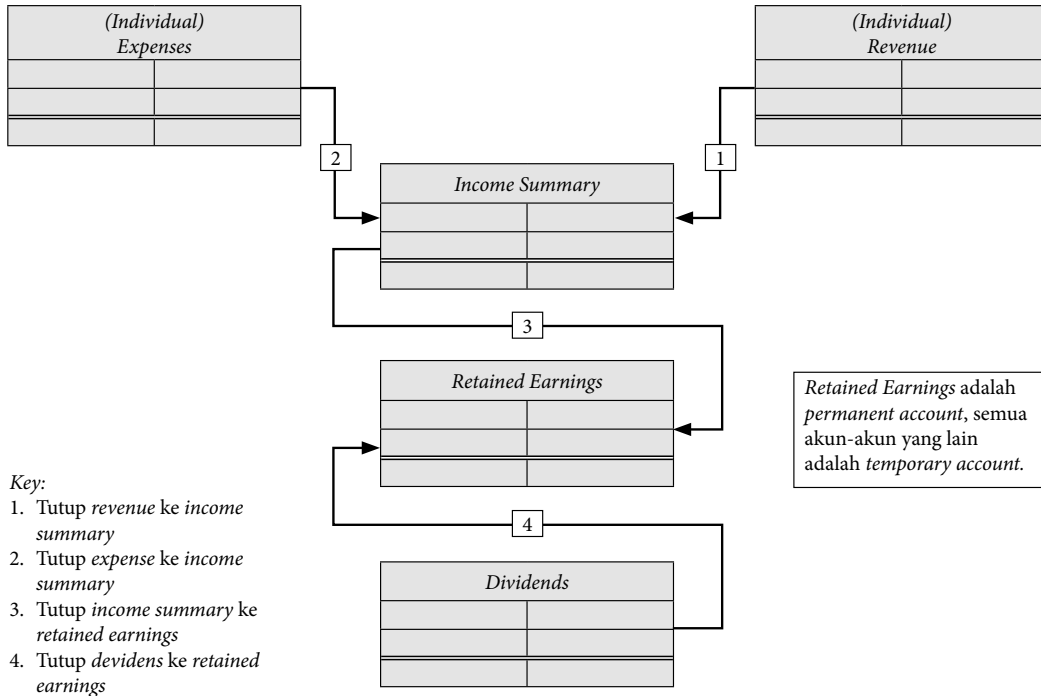 (Individual)
Expenses
(Individual)
Revenue
2
1
Income Summary
3
Retained Earnings
Retained Earnings adalah
permanent account, semua
akun-akun yang lain
adalah temporary account.
4
Dividends
Key:
1. Tutup revenue ke income
summary
2. Tutup expense ke income
summary
3. Tutup income summary ke
retained earnings
4. Tutup devidens ke retained
earnings